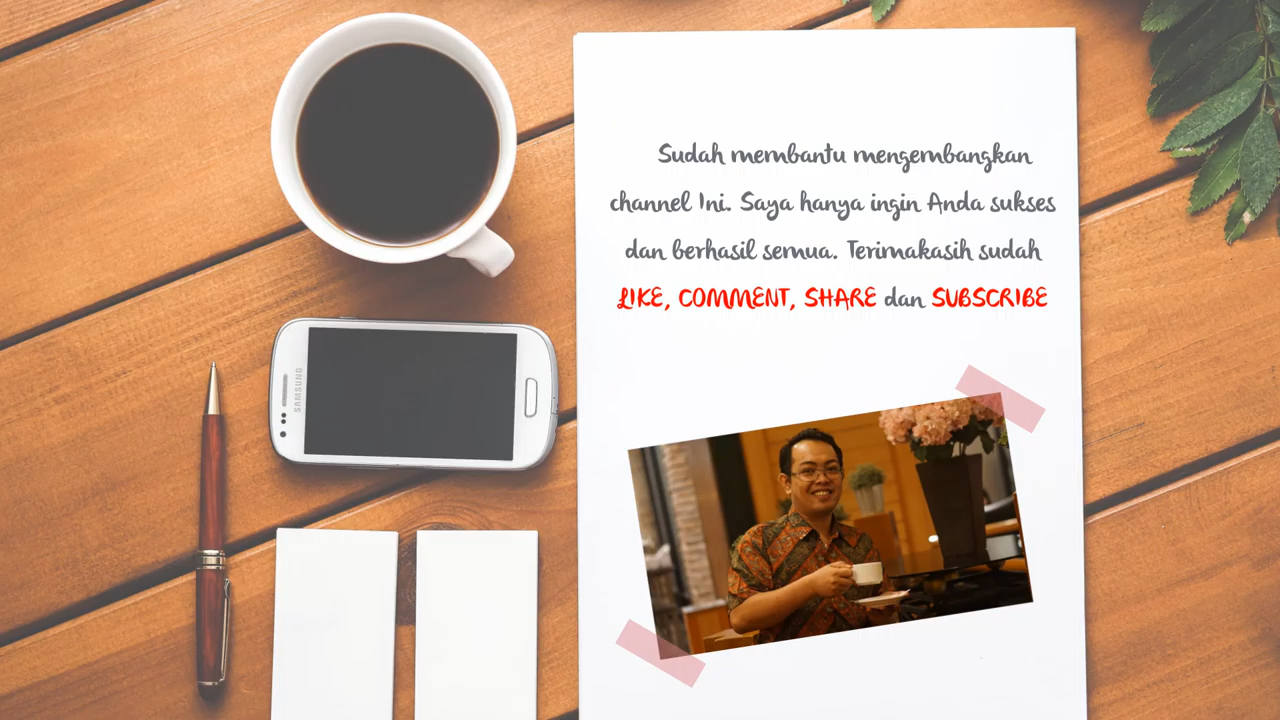 Sudah membantu mengembangkan
channel Ini. Saya hanya ingin Anda sukses
dan berhasil semua. Terimakasih sudah
LIKE, COMMENT, SHARE dan SUBSCRIBE
SAMSUNG